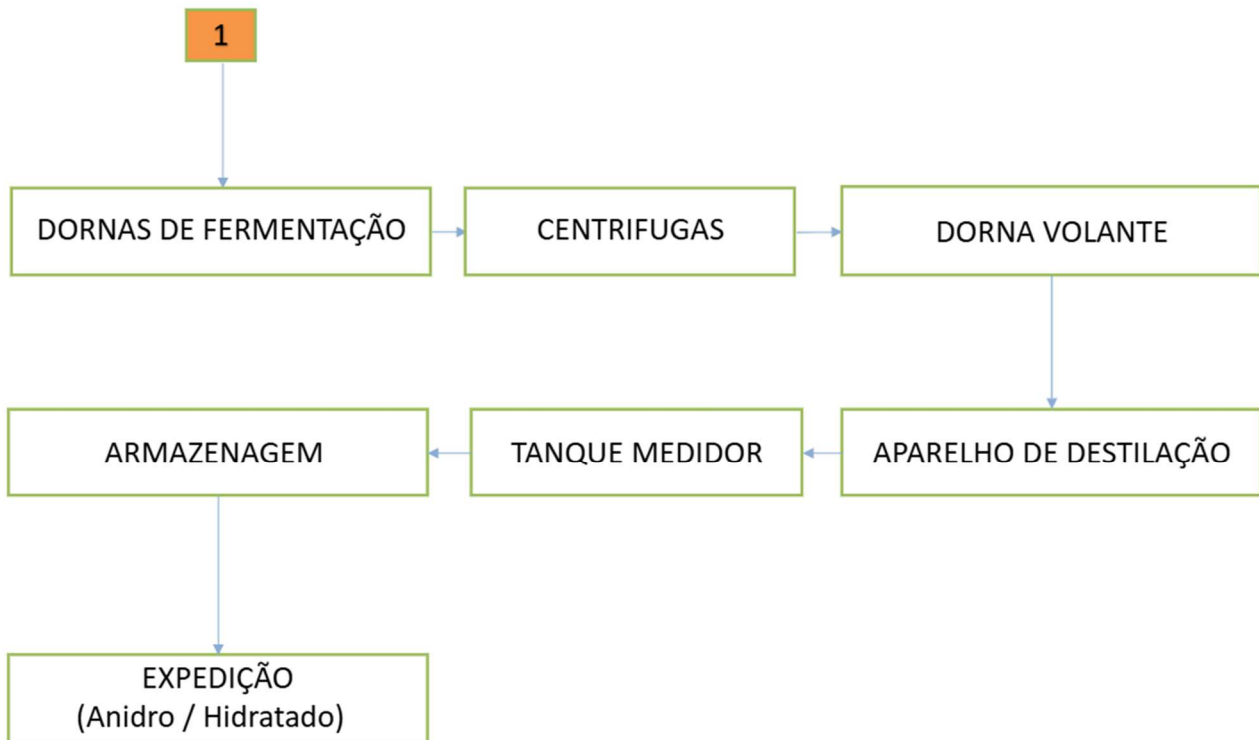 1
DORNAS DE FERMENTAÇÃO
CENTRIFUGAS
DORNA VOLANTE
APARELHO DE DESTILAÇÃO
TANQUE MEDIDOR
ARMAZENAGEM
EXPEDIÇÃO
(Anidro / Hidratado)